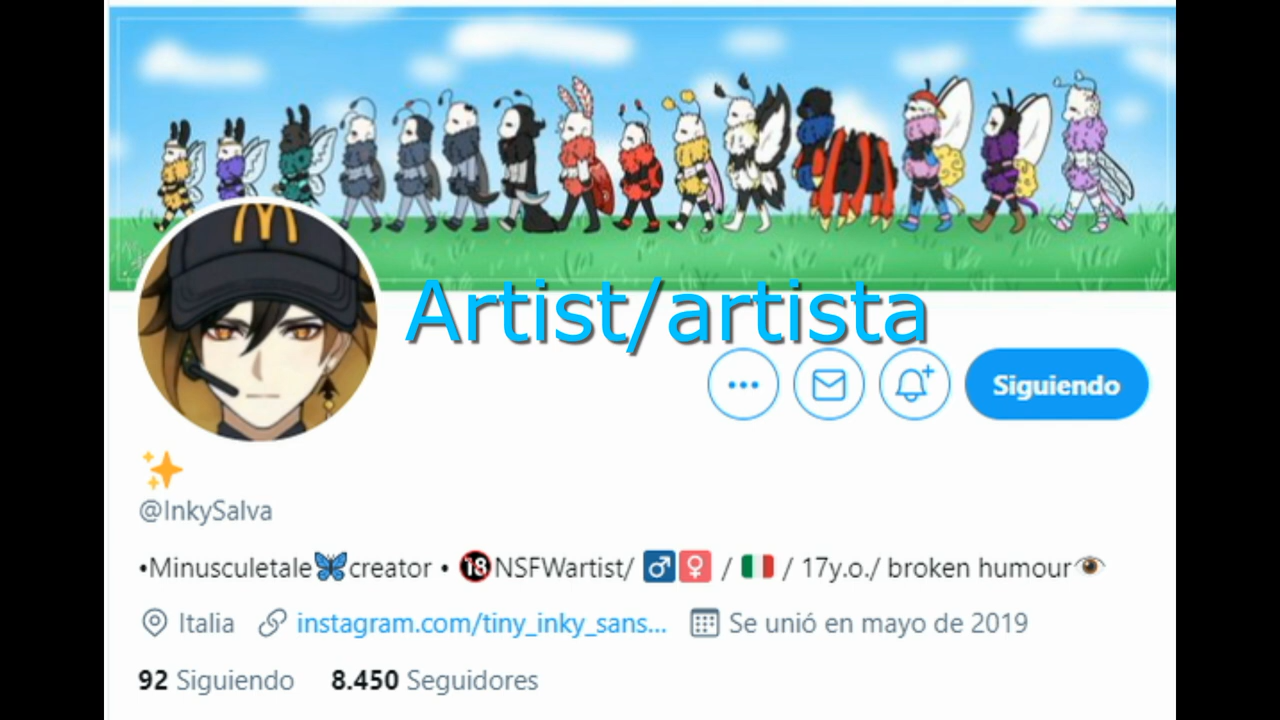 Artist/artista
Siguiendo
✨
@InkySalva
•Minusculetale🦋creator • 🔞NSFWartist/ ♂️♀️ / 🇮🇹 / 17y.o./ broken humour👁️
Italia instagram.com/tiny_inky_sans... Se unió en mayo de 2019
92 Siguiendo 8.450 Seguidores